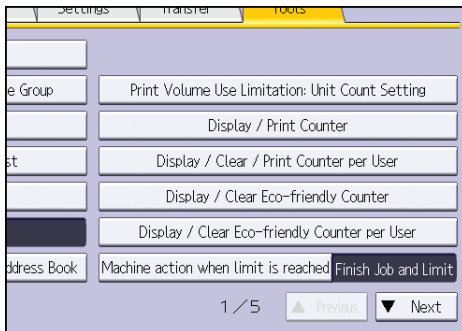 Settings Transfer Tools
e Group Print Volume Use Limitation: Unit Count Setting
Display / Print Counter
st Display / Clear / Print Counter per User
Display / Clear Eco-friendly Counter
Display / Clear Eco-friendly Counter per User
ddress Book Machine action when limit is reached Finish Job and Limit
1/5 ▲ Previous ▼ Next